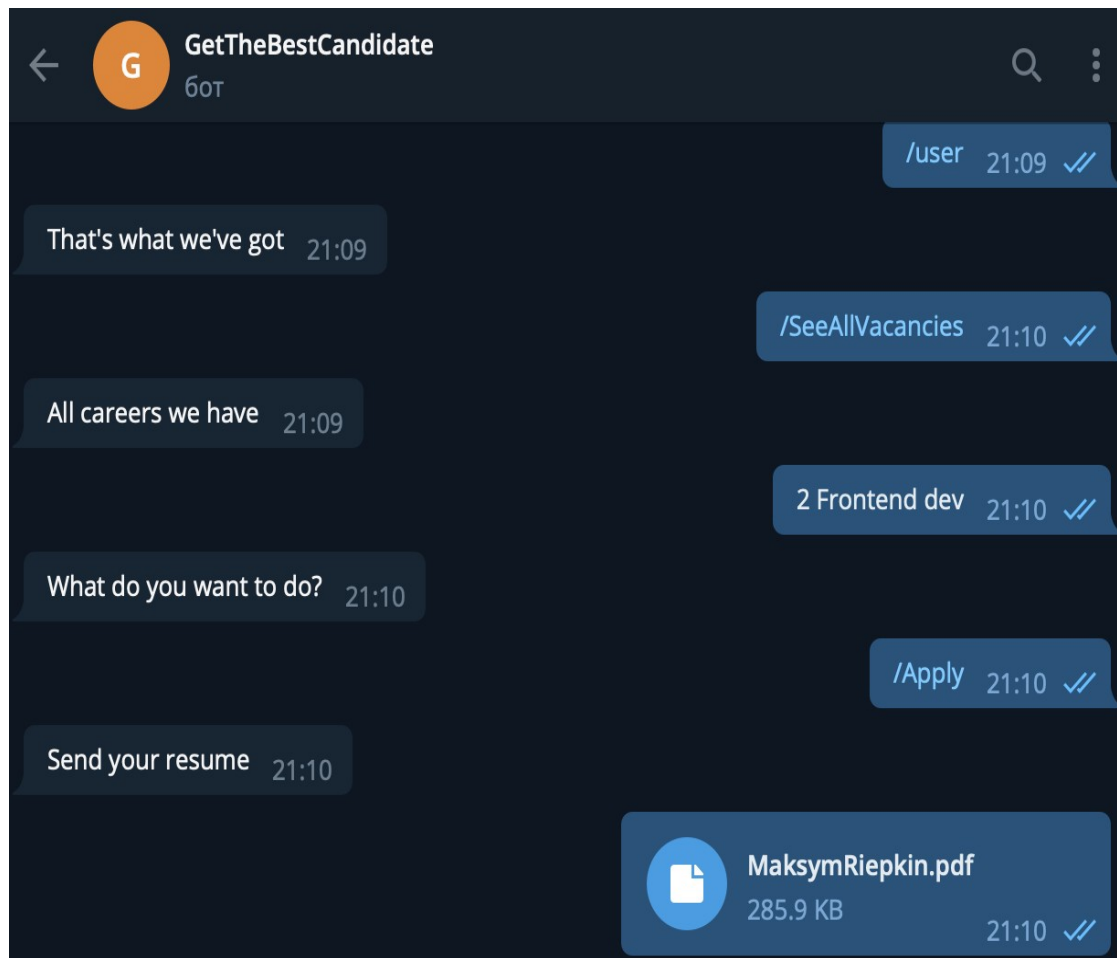 G
GetTheBestCandidate
бот
/user 21:09
That's what we've got 21:09
/SeeAllVacancies 21:10
All careers we have 21:09
2 Frontend dev 21:10
What do you want to do? 21:10
/Apply 21:10
Send your resume 21:10
MaksymRiepkin.pdf
285.9 KB
21:10